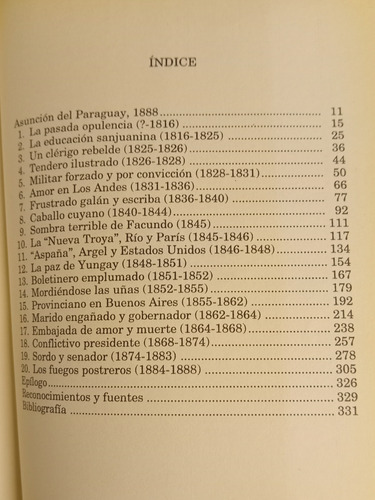 ÍNDICE
Asunción del Paraguay, 1888 11
1. La pasada opulencia (?-1816) 15
2. La educación sanjuanina (1816-1825) 25
3. Un clérigo rebelde (1825-1826) 36
4. Tendero ilustrado (1826-1828) 44
5. Militar forzado y por convicción (1828-1831) 50
6. Amor en Los Andes (1831-1836) 66
7. Frustrado galán y escriba (1836-1840) 77
8. Caballo cuyano (1840-1844) 92
9. Sombra terrible de Facundo (1845) 111
10. La “Nueva Troya”, Río y París (1845-1846) 117
11. “Aspaña”, Argel y Estados Unidos (1846-1848) 134
12. La paz de Yungay (1848-1851) 154
13. Boletinero emplumado (1851-1852) 167
14. Mordiéndose las uñas (1852-1855) 179
15. Provinciano en Buenos Aires (1855-1862) 192
16. Marido engañado y gobernador (1862-1864) 214
17. Embajada de amor y muerte (1864-1868) 238
18. Conflictivo presidente (1868-1874) 257
19. Sordo y senador (1874-1883) 278
20. Los fuegos postreros (1884-1888) 305
Epílogo 326
Reconocimientos y fuentes 329
Bibliografía 331